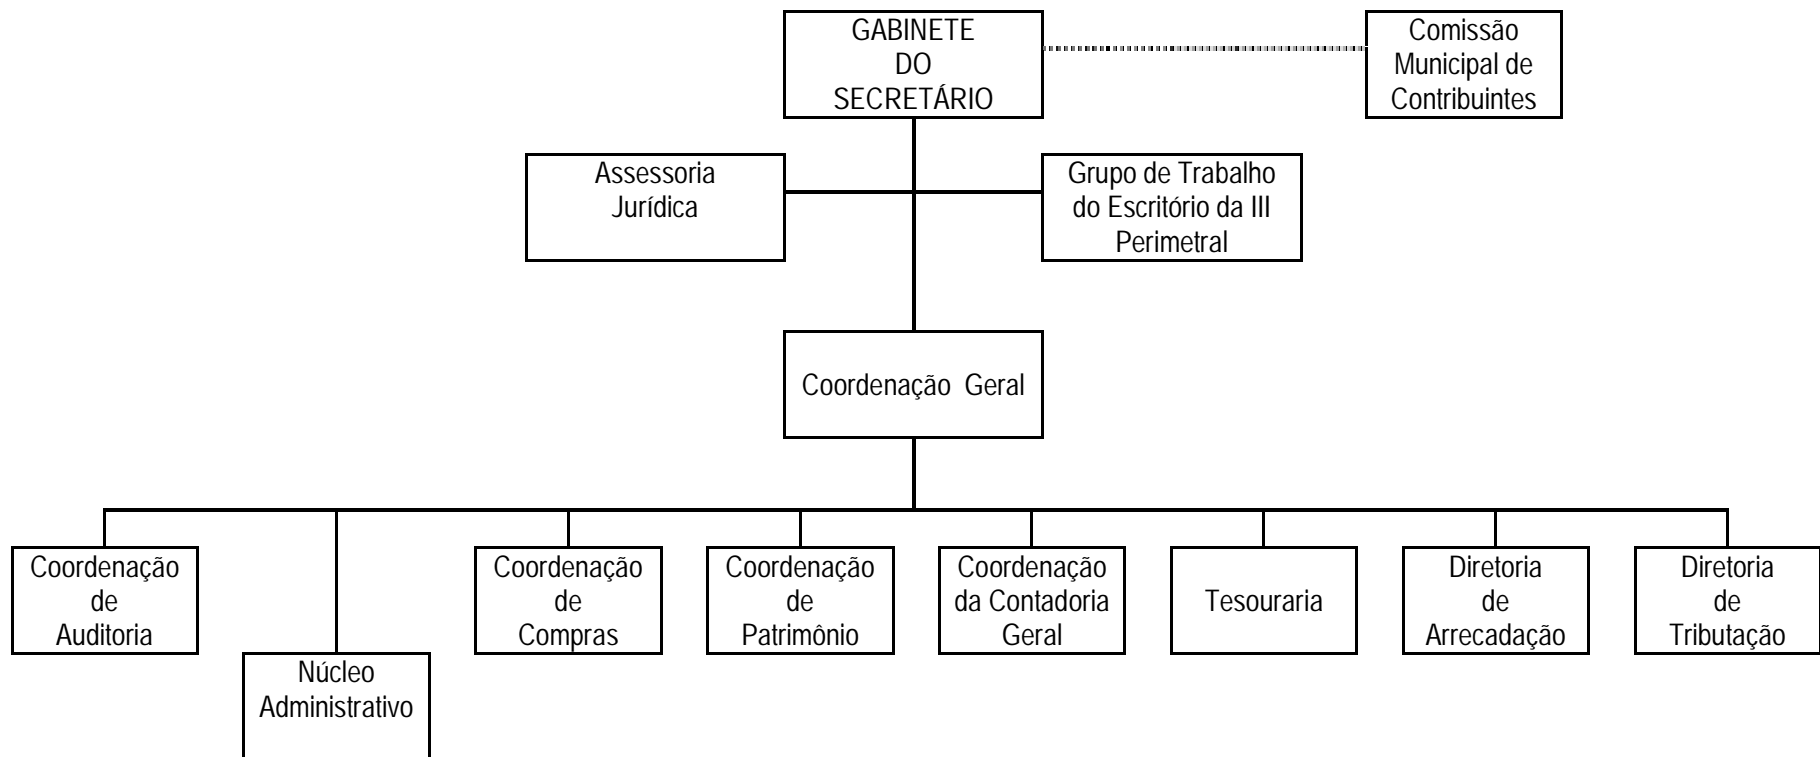 GABINETE
DO
SECRETÁRIO
Comissão
Municipal de
Contribuintes
Assessoria
Jurídica
Grupo de Trabalho
do Escritório da III
Perimetral
Coordenação Geral
Coordenação
de
Auditoria
Núcleo
Administrativo
Coordenação
de
Compras
Coordenação
de
Patrimônio
Coordenação
da Contadoria
Geral
Tesouraria
Diretoria
de
Arrecadação
Diretoria
de
Tributação